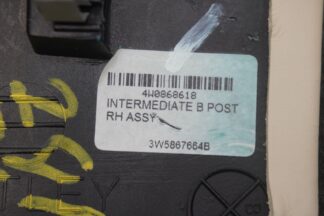 4W0868618
INTERMEDIATE B POST
RH ASSY
3W5867664B